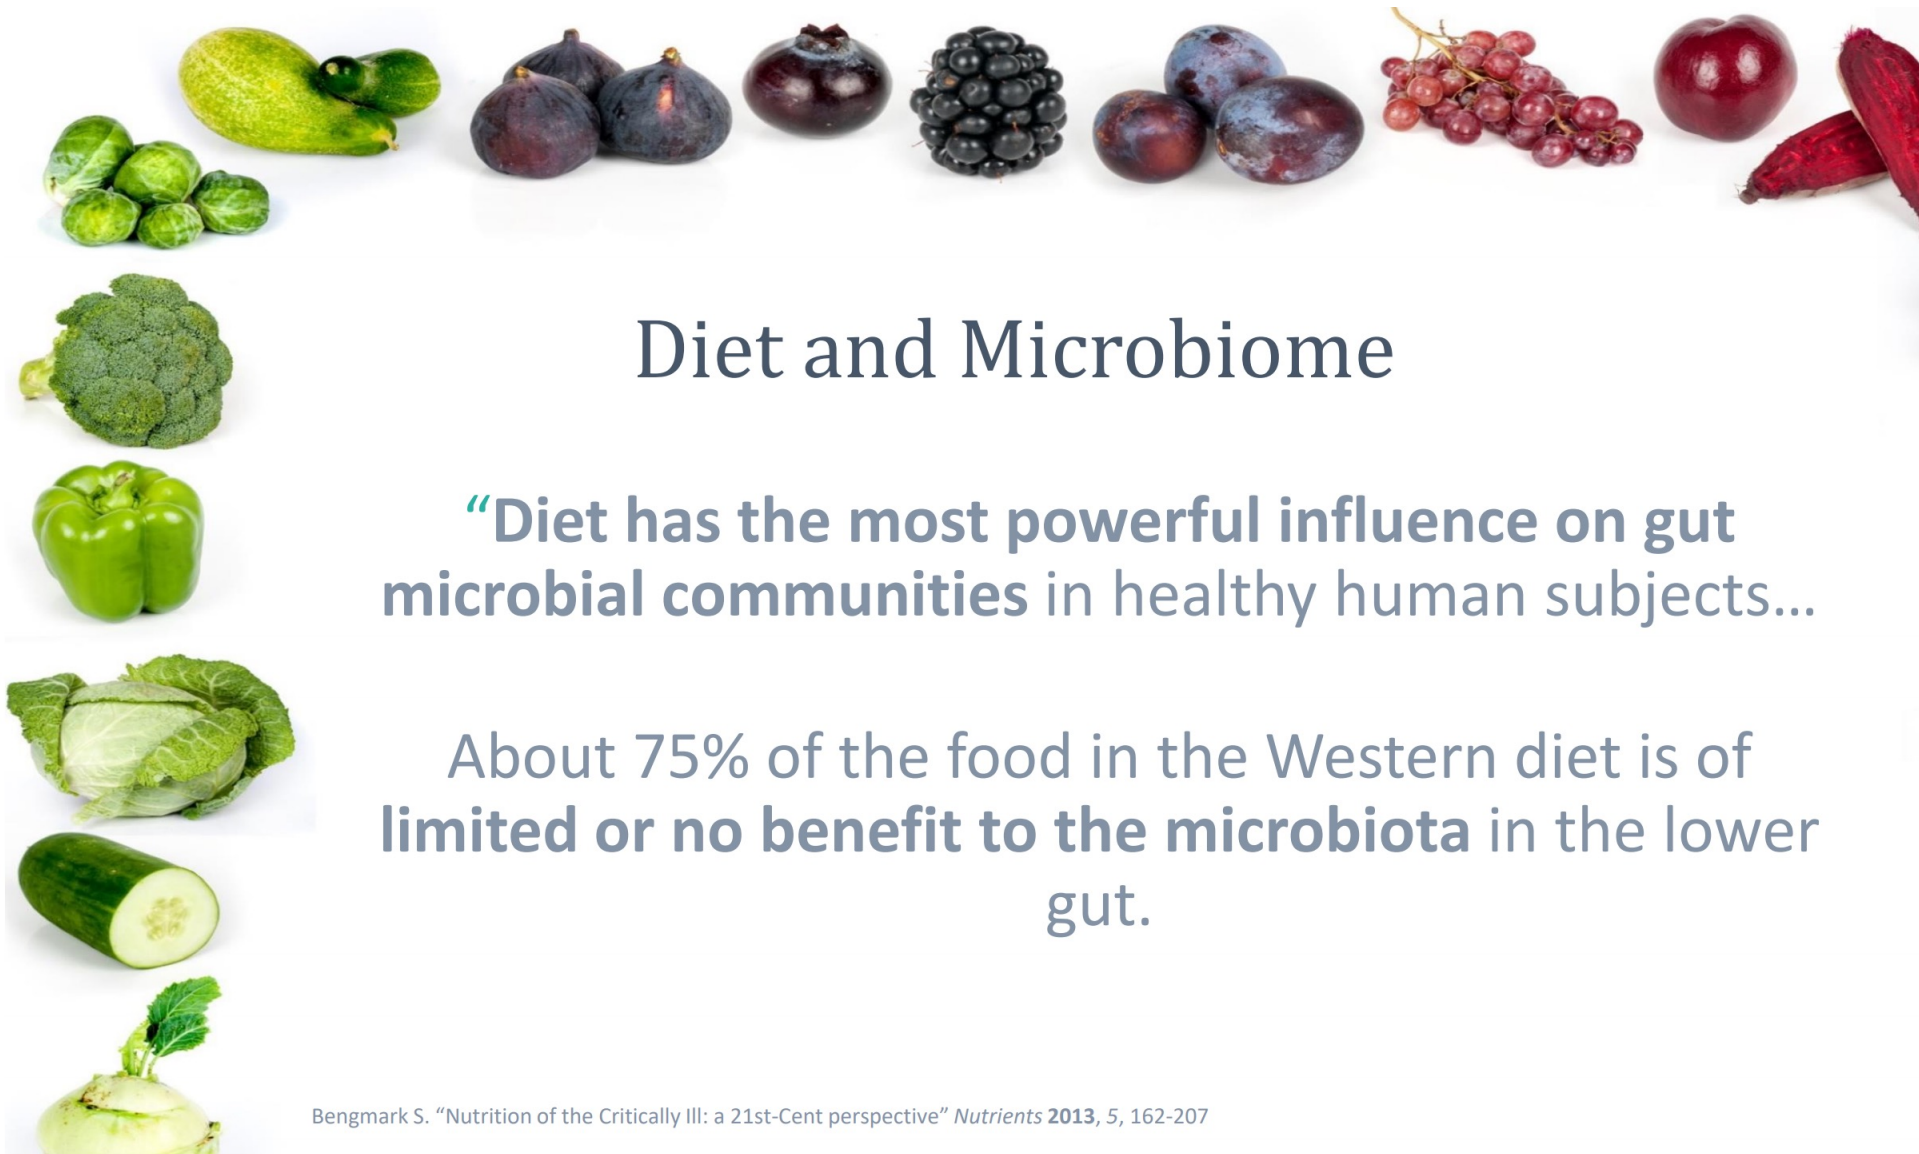 Diet and Microbiome
“Diet has the most powerful influence on gut
microbial communities in healthy human subjects…
About 75% of the food in the Western diet is of
limited or no benefit to the microbiota in the lower
gut.
Bengmark S. “Nutrition of the Critically Ill: a 21st-Cent perspective” Nutrients 2013, 5, 162-207